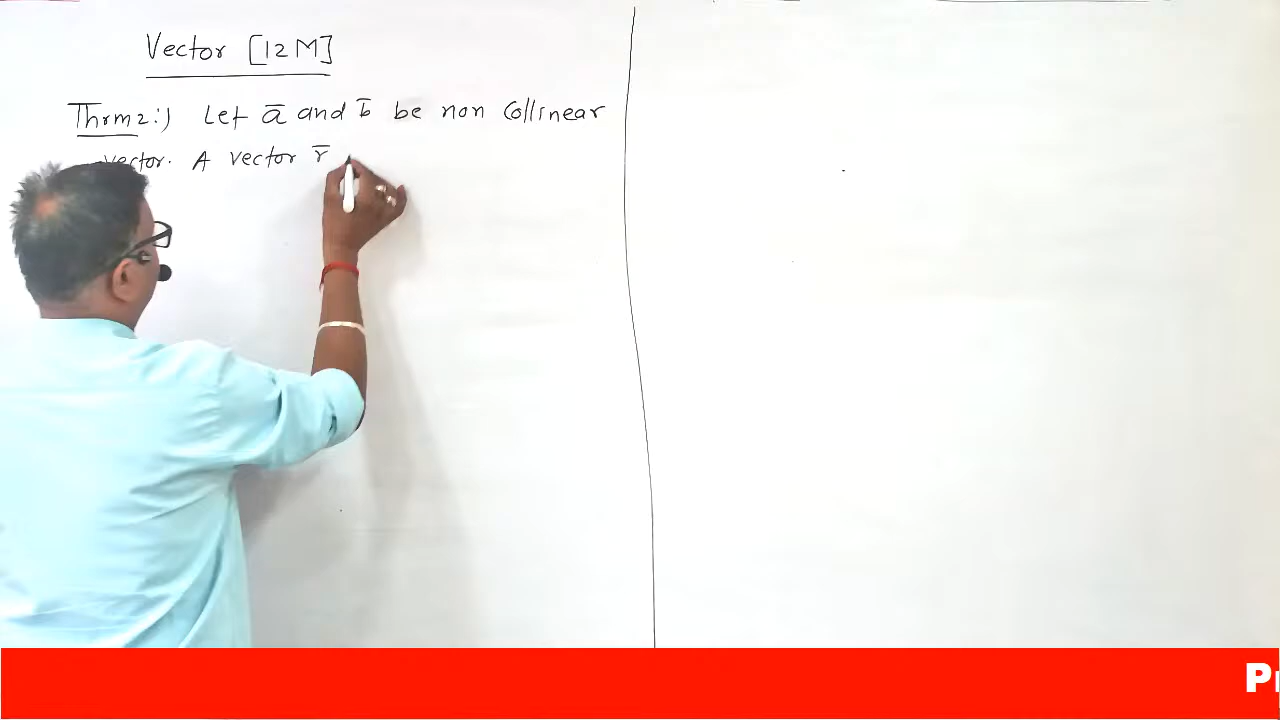 Vector [12 M]
Thrm 2:) Let a̅ and b̅ be non collinear
vector. A vector r̅
P